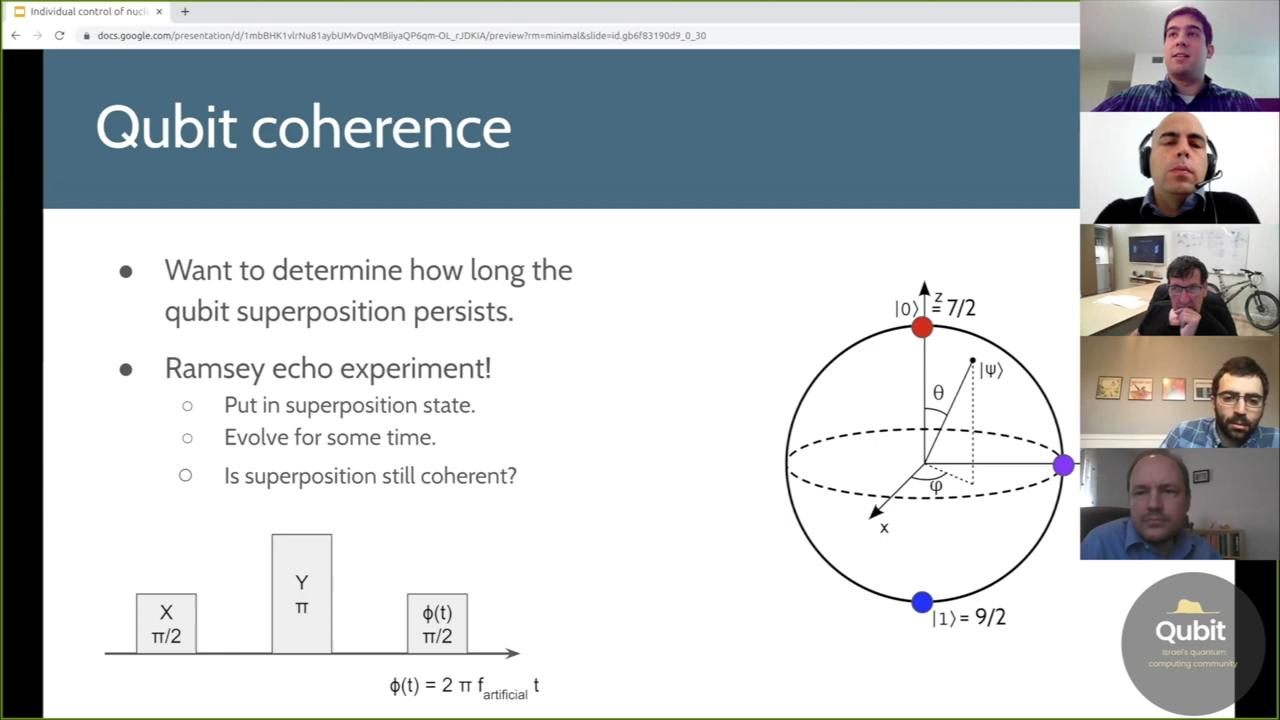 Individual control of nucl
docs.google.com/presentation/d/1mbBHK1vlrNu81aybUMvDvqMBiiyaQP6qm-OL_rJDKIA/preview?rm=minimal&slide=id.gb6f83190d9_0_30
Qubit coherence
● Want to determine how long the
qubit superposition persists.
● Ramsey echo experiment!
○ Put in superposition state.
○ Evolve for some time.
○ Is superposition still coherent?
X
π/2
Y
π
ϕ(t)
π/2
ϕ(t) = 2 π f_artificial t
z
|0⟩ = 7/2
|ψ⟩
θ
φ
x
|1⟩ = 9/2
Qubit
Israel's quantum
computing community